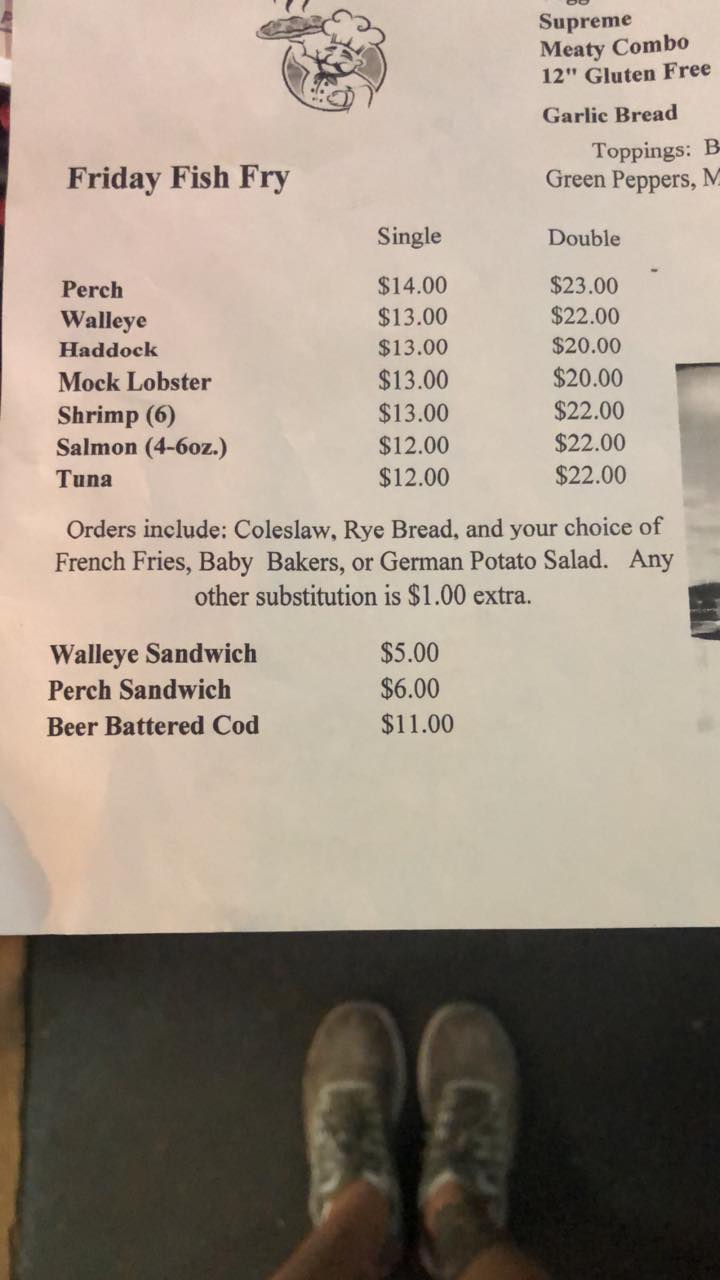 Supreme
Meaty Combo
12" Gluten Free
Garlic Bread
Toppings: B
Green Peppers, M
Friday Fish Fry
Single Double
Perch $14.00 $23.00
Walleye $13.00 $22.00
Haddock $13.00 $20.00
Mock Lobster $13.00 $20.00
Shrimp (6) $13.00 $22.00
Salmon (4-6oz.) $12.00 $22.00
Tuna $12.00 $22.00
Orders include: Coleslaw, Rye Bread, and your choice of
French Fries, Baby Bakers, or German Potato Salad. Any
other substitution is $1.00 extra.
Walleye Sandwich $5.00
Perch Sandwich $6.00
Beer Battered Cod $11.00